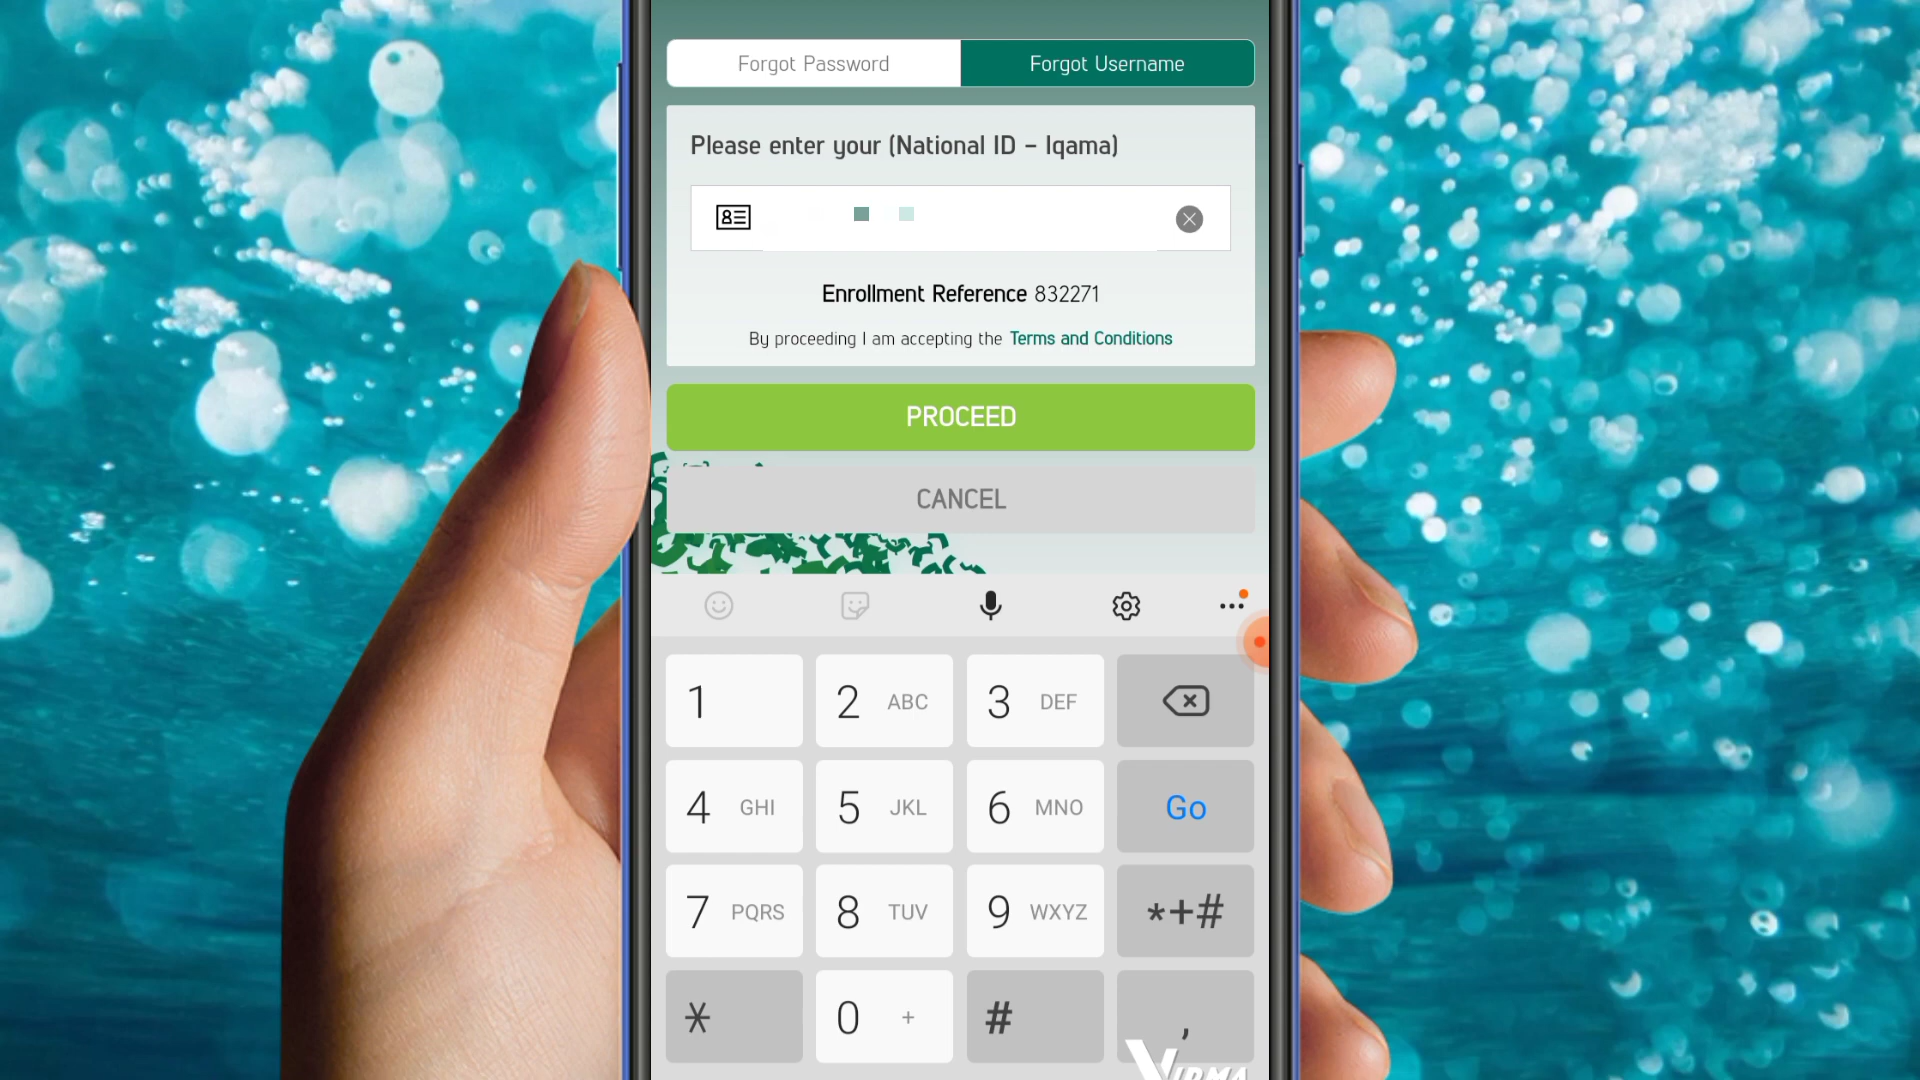 Forgot Password
Forgot Username
Please enter your (National ID – Iqama)
Enrollment Reference 832271
By proceeding I am accepting the Terms and Conditions
PROCEED
CANCEL
1
2 ABC
3 DEF
4 GHI
5 JKL
6 MNO
Go
7 PQRS
8 TUV
9 WXYZ
*+#
*
0 +
#
,